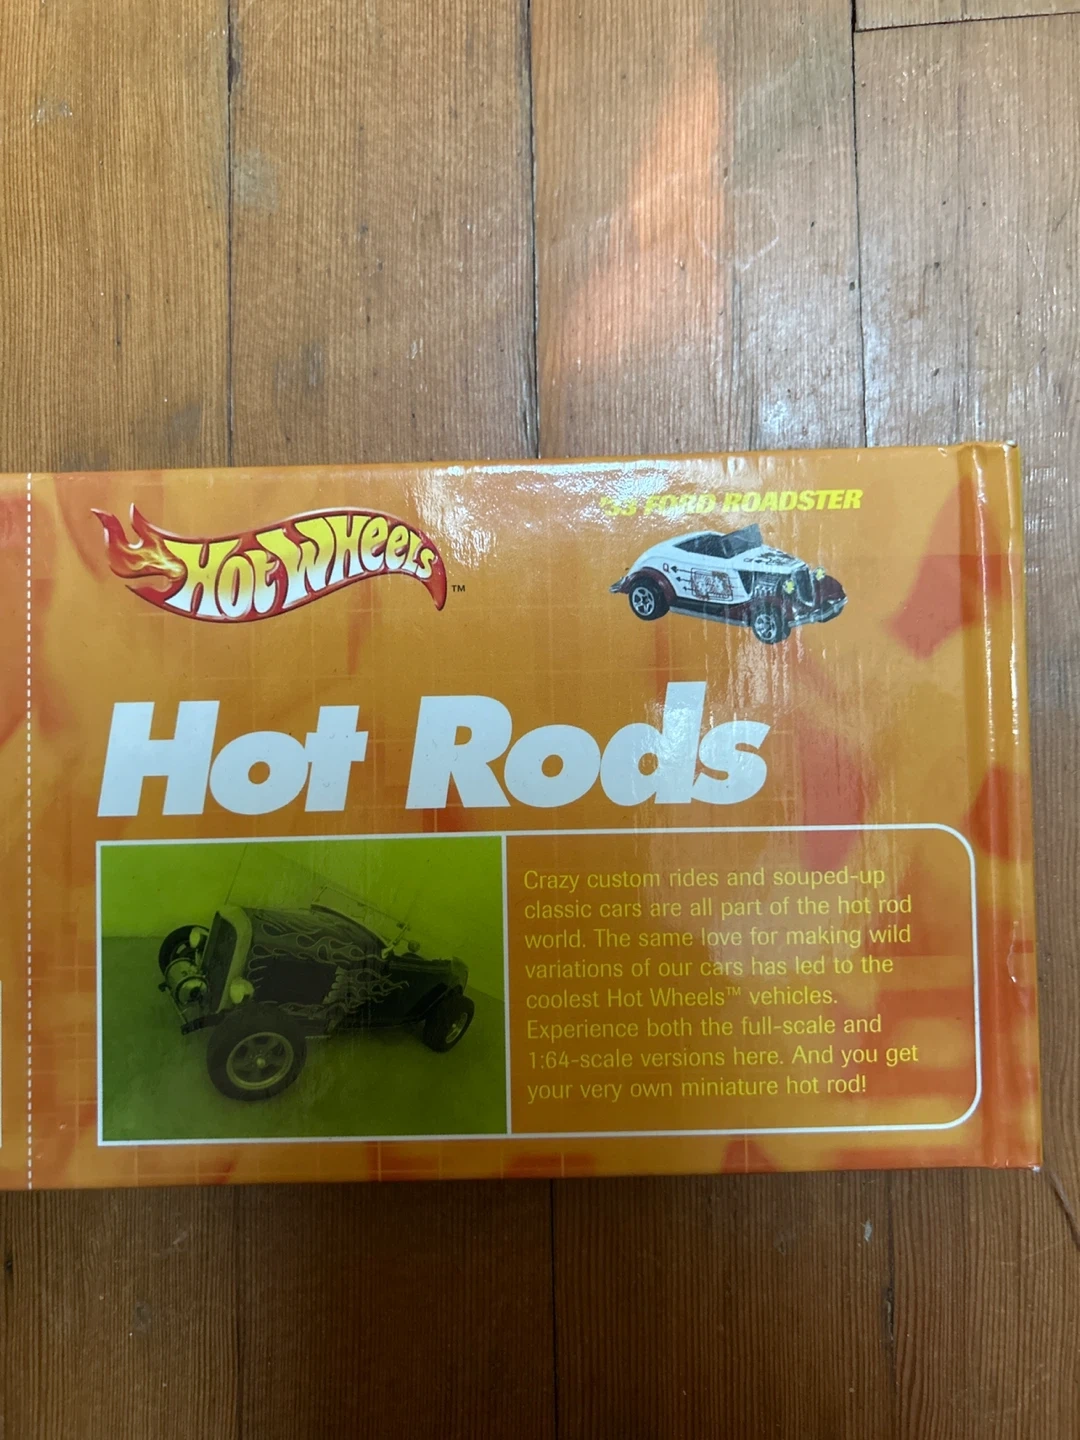 HOT WHEELS™
'33 FORD ROADSTER
Hot Rods
Crazy custom rides and souped-up
classic cars are all part of the hot rod
world. The same love for making wild
variations of our cars has led to the
coolest Hot Wheels™ vehicles.
Experience both the full-scale and
1:64-scale versions here. And you get
your very own miniature hot rod!